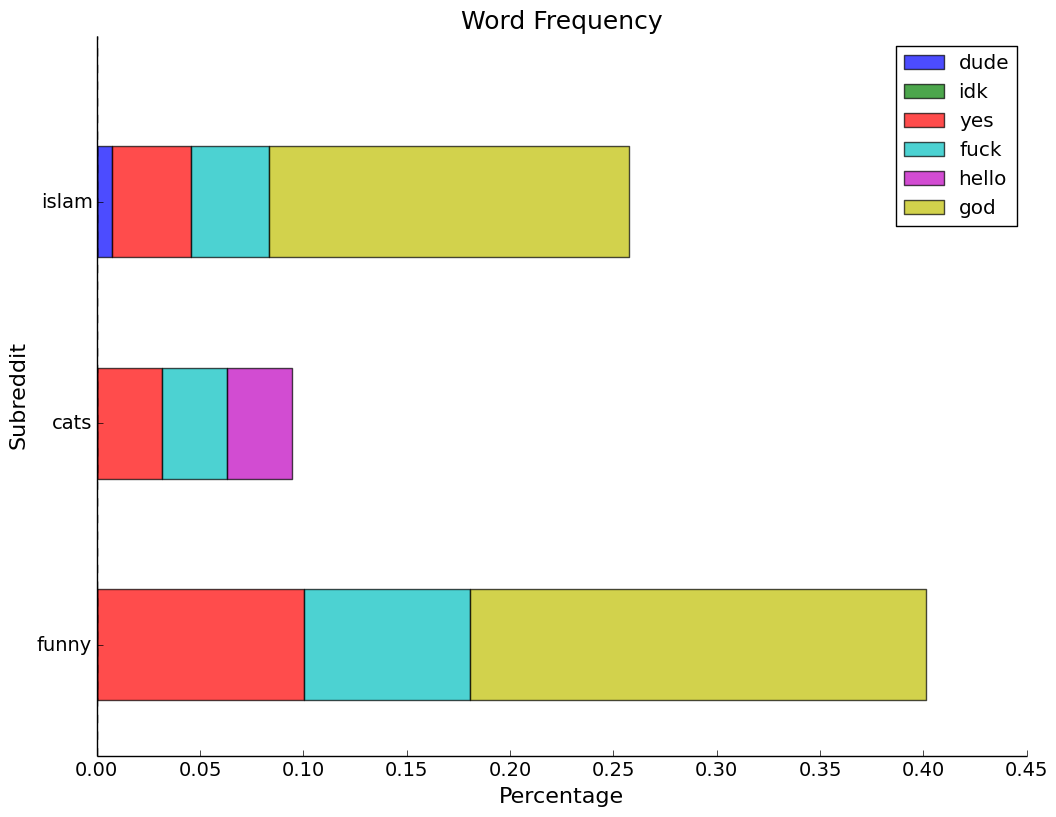 Word Frequency
dude
idk
yes
fuck
hello
god
islam
cats
funny
Subreddit
0.00 0.05 0.10 0.15 0.20 0.25 0.30 0.35 0.40 0.45
Percentage